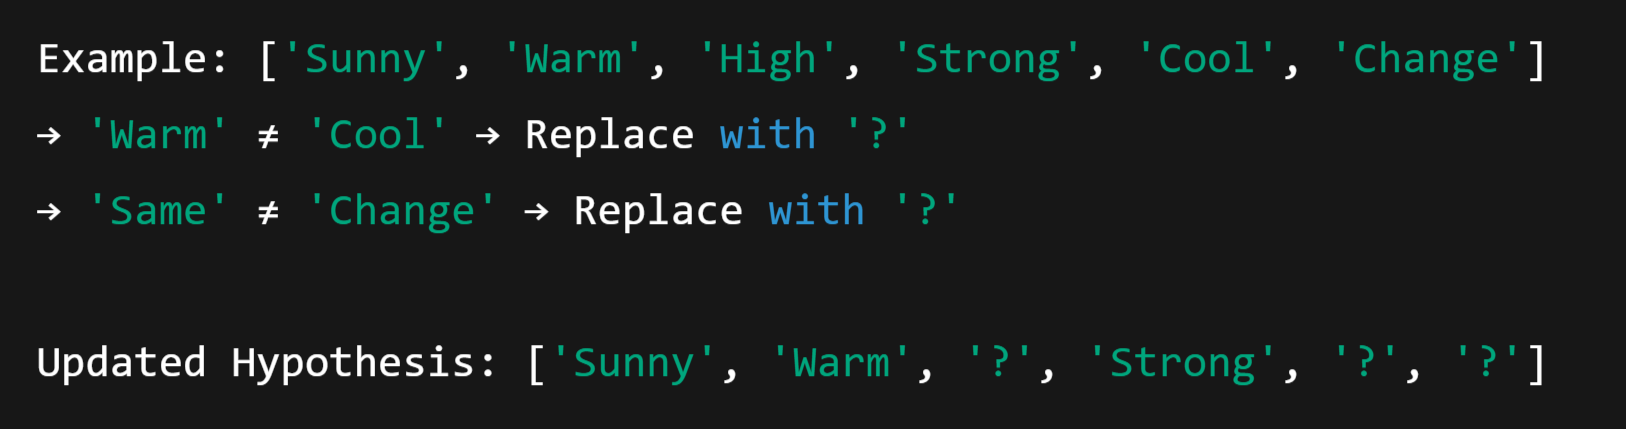 Example: ['Sunny', 'Warm', 'High', 'Strong', 'Cool', 'Change']
→ 'Warm' ≠ 'Cool' → Replace with '?'
→ 'Same' ≠ 'Change' → Replace with '?'
Updated Hypothesis: ['Sunny', 'Warm', '?', 'Strong', '?', '?']